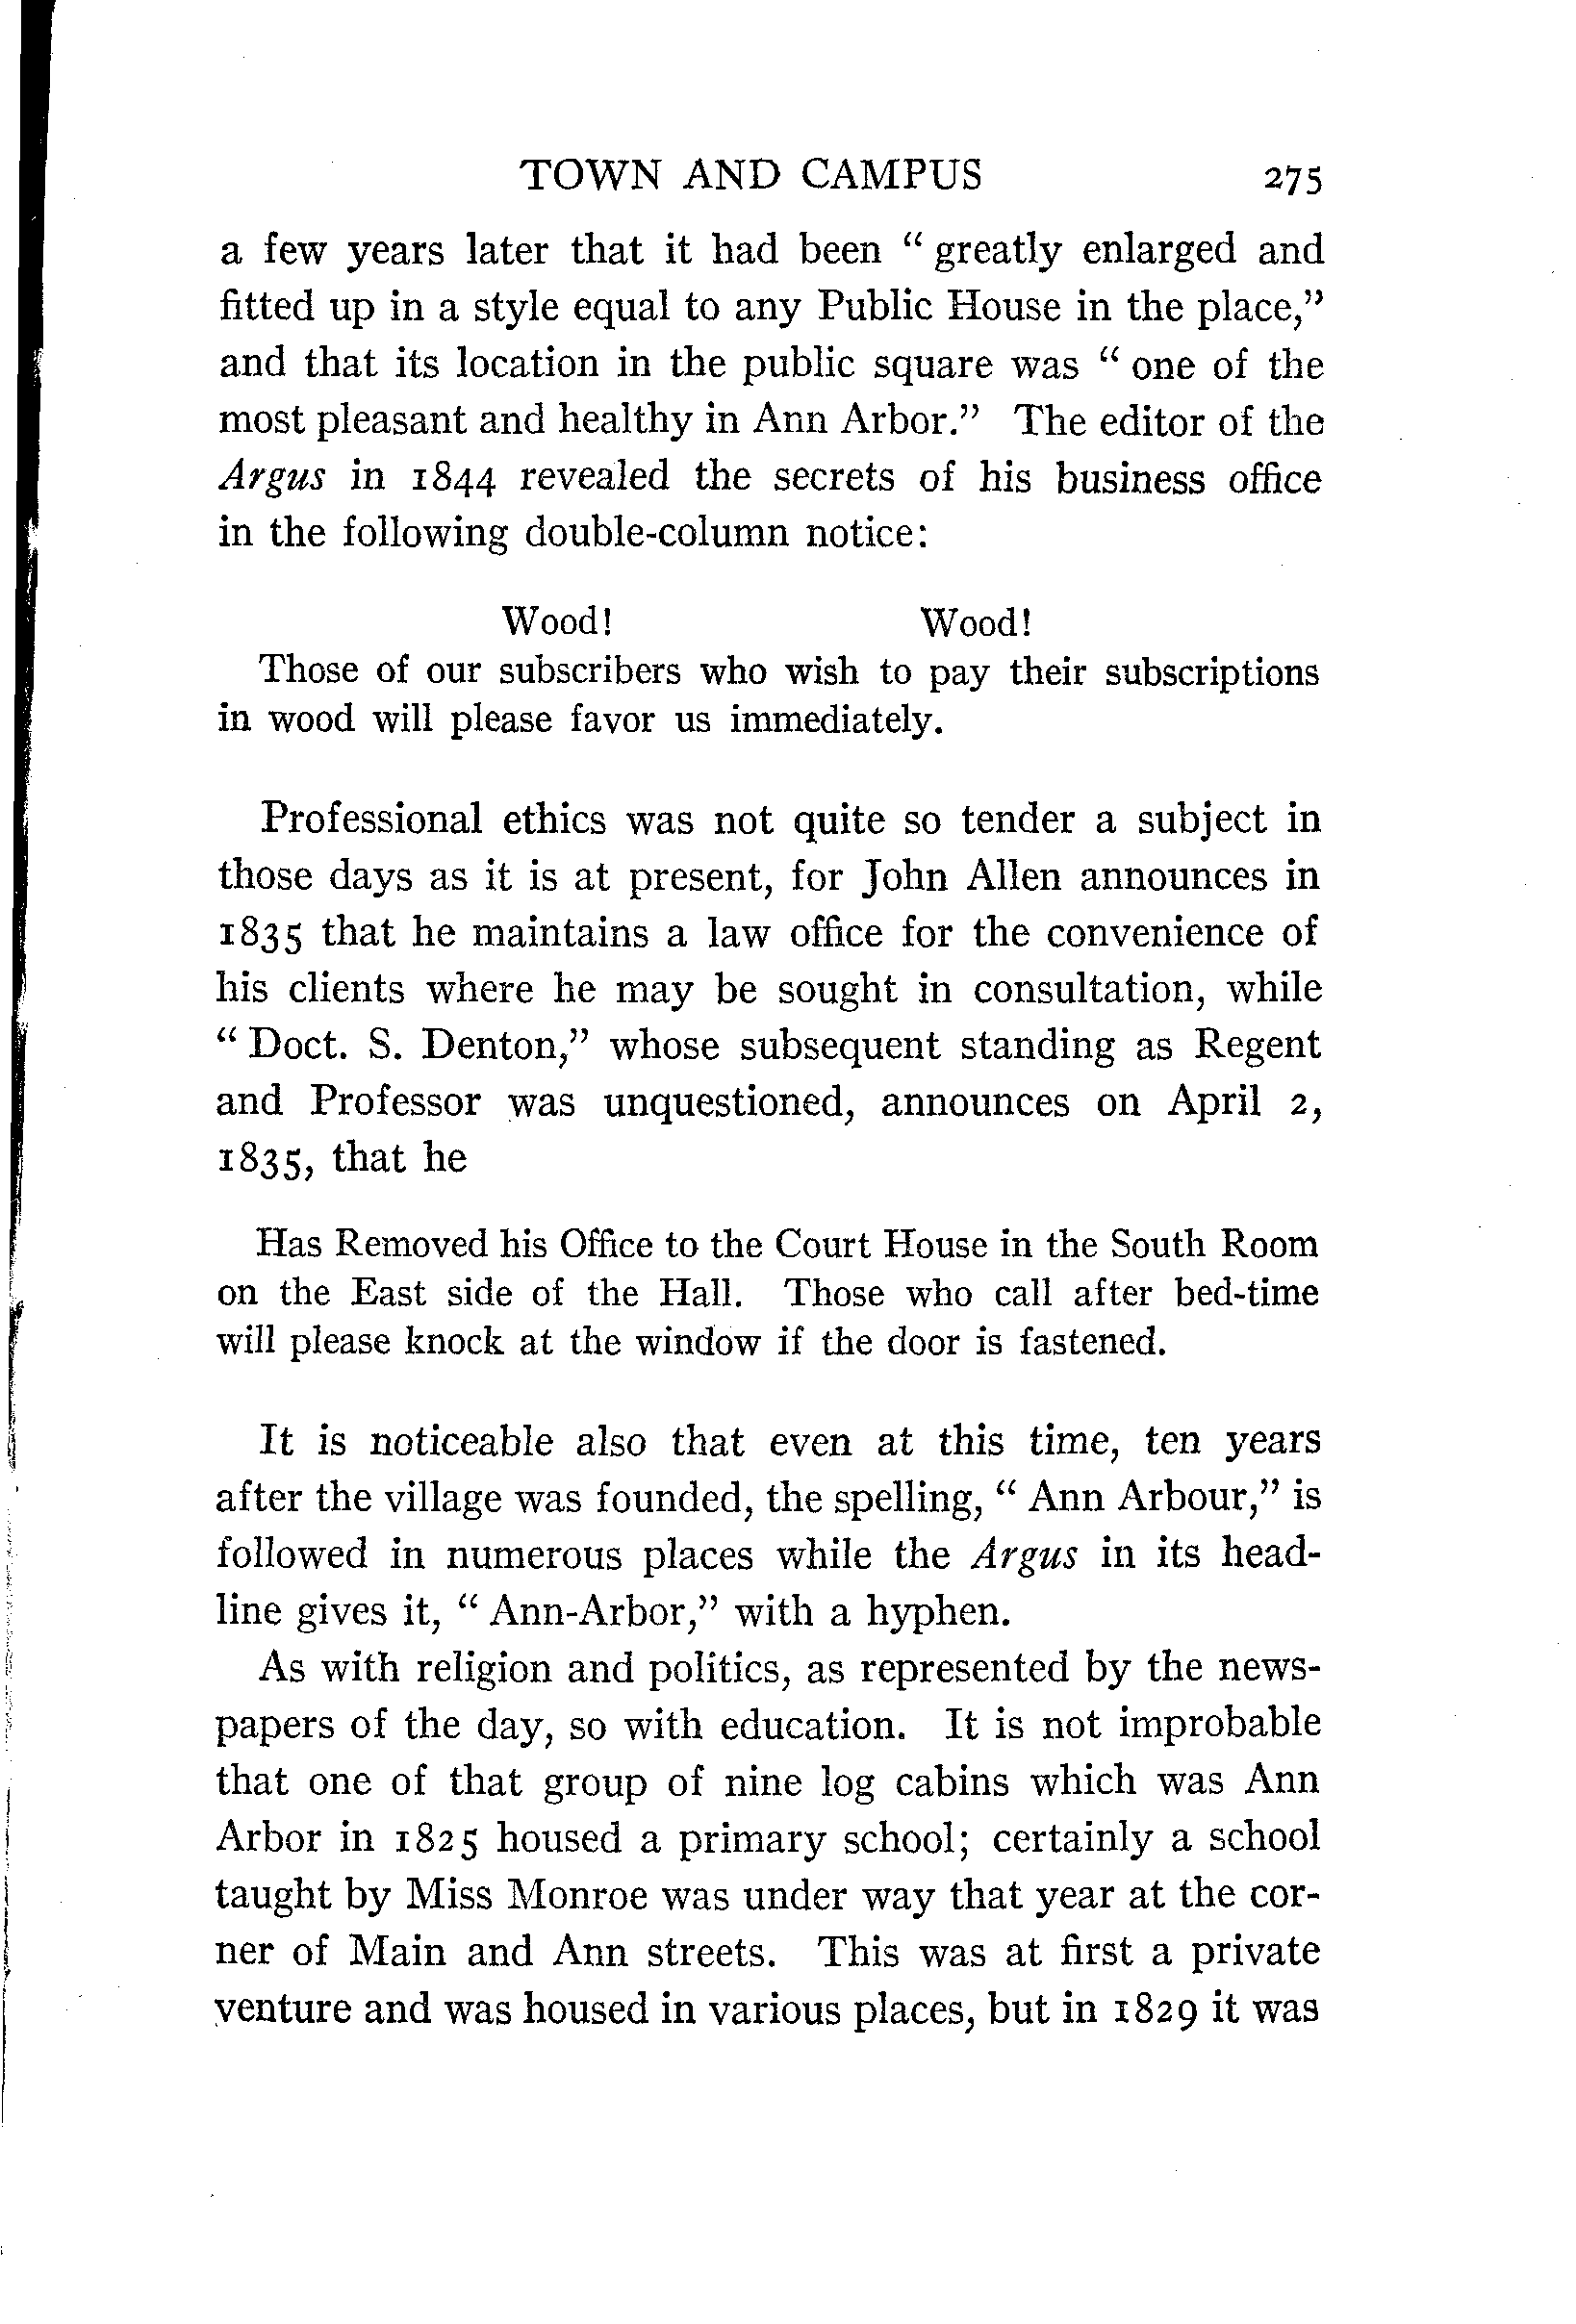 TOWN AND CAMPUS 275
a few years later that it had been “ greatly enlarged and
fitted up in a style equal to any Public House in the place,”
and that its location in the public square was “ one of the
most pleasant and healthy in Ann Arbor.” The editor of the
Argus in 1844 revealed the secrets of his business office
in the following double-column notice:
Wood! Wood!
Those of our subscribers who wish to pay their subscriptions
in wood will please favor us immediately.
Professional ethics was not quite so tender a subject in
those days as it is at present, for John Allen announces in
1835 that he maintains a law office for the convenience of
his clients where he may be sought in consultation, while
“ Doct. S. Denton,” whose subsequent standing as Regent
and Professor was unquestioned, announces on April 2,
1835, that he
Has Removed his Office to the Court House in the South Room
on the East side of the Hall. Those who call after bed-time
will please knock at the window if the door is fastened.
It is noticeable also that even at this time, ten years
after the village was founded, the spelling, “ Ann Arbour,” is
followed in numerous places while the Argus in its head-
line gives it, “ Ann-Arbor,” with a hyphen.
As with religion and politics, as represented by the news-
papers of the day, so with education. It is not improbable
that one of that group of nine log cabins which was Ann
Arbor in 1825 housed a primary school; certainly a school
taught by Miss Monroe was under way that year at the cor-
ner of Main and Ann streets. This was at first a private
venture and was housed in various places, but in 1829 it was